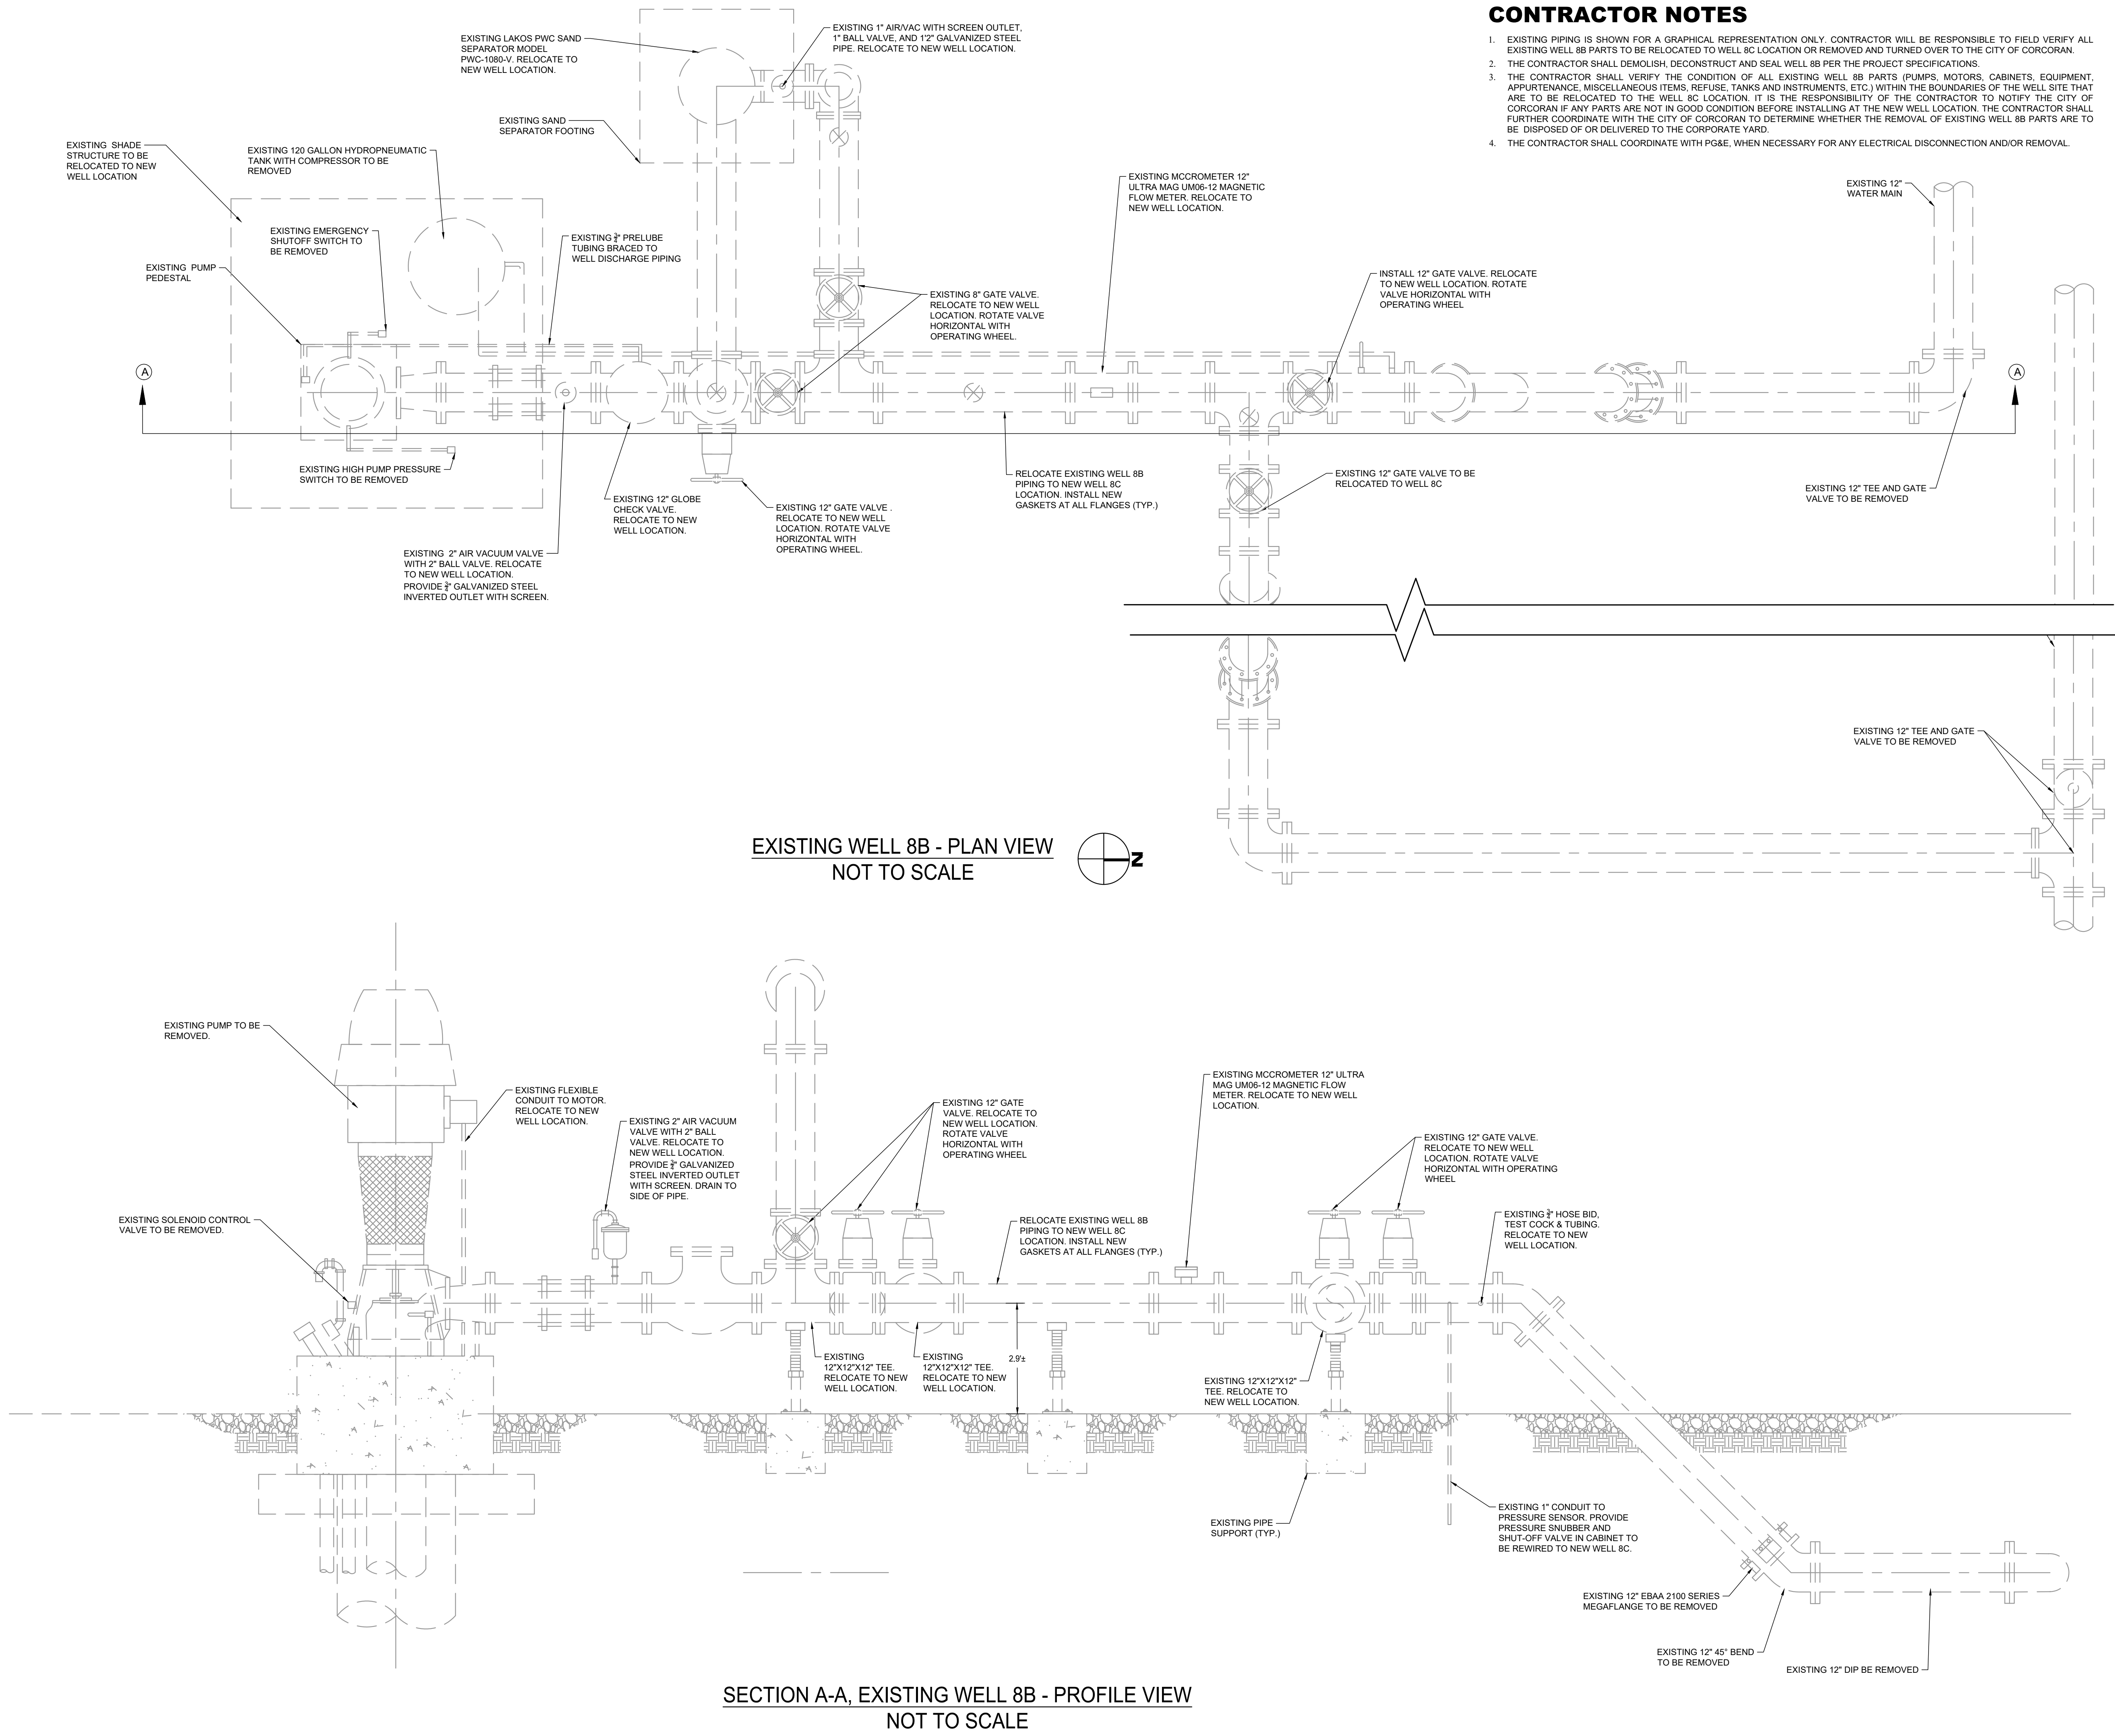 CONTRACTOR NOTES
1. EXISTING PIPING IS SHOWN FOR A GRAPHICAL REPRESENTATION ONLY. CONTRACTOR WILL BE RESPONSIBLE TO FIELD VERIFY ALL
EXISTING WELL 8B PARTS TO BE RELOCATED TO WELL 8C LOCATION OR REMOVED AND TURNED OVER TO THE CITY OF CORCORAN.
2. THE CONTRACTOR SHALL DEMOLISH, DECONSTRUCT AND SEAL WELL 8B PER THE PROJECT SPECIFICATIONS.
3. THE CONTRACTOR SHALL VERIFY THE CONDITION OF ALL EXISTING WELL 8B PARTS (PUMPS, MOTORS, CABINETS, EQUIPMENT,
APPURTENANCE, MISCELLANEOUS ITEMS, REFUSE, TANKS AND INSTRUMENTS, ETC.) WITHIN THE BOUNDARIES OF THE WELL SITE THAT
ARE TO BE RELOCATED TO THE WELL 8C LOCATION. IT IS THE RESPONSIBILITY OF THE CONTRACTOR TO NOTIFY THE CITY OF
CORCORAN IF ANY PARTS ARE NOT IN GOOD CONDITION BEFORE INSTALLING AT THE NEW WELL LOCATION. THE CONTRACTOR SHALL
FURTHER COORDINATE WITH THE CITY OF CORCORAN TO DETERMINE WHETHER THE REMOVAL OF EXISTING WELL 8B PARTS ARE TO
BE DISPOSED OF OR DELIVERED TO THE CORPORATE YARD.
4. THE CONTRACTOR SHALL COORDINATE WITH PG&E, WHEN NECESSARY FOR ANY ELECTRICAL DISCONNECTION AND/OR REMOVAL.
EXISTING LAKOS PWC SAND
SEPARATOR MODEL
PWC-1080-V. RELOCATE TO
NEW WELL LOCATION.
EXISTING 1" AIR/VAC WITH SCREEN OUTLET,
1" BALL VALVE, AND 1'2" GALVANIZED STEEL
PIPE. RELOCATE TO NEW WELL LOCATION.
EXISTING SAND
SEPARATOR FOOTING
EXISTING SHADE
STRUCTURE TO BE
RELOCATED TO NEW
WELL LOCATION
EXISTING 120 GALLON HYDROPNEUMATIC
TANK WITH COMPRESSOR TO BE
REMOVED
EXISTING MCCROMETER 12"
ULTRA MAG UM06-12 MAGNETIC
FLOW METER. RELOCATE TO
NEW WELL LOCATION.
EXISTING 12"
WATER MAIN
EXISTING EMERGENCY
SHUTOFF SWITCH TO
BE REMOVED
EXISTING ¾" PRELUBE
TUBING BRACED TO
WELL DISCHARGE PIPING
EXISTING PUMP
PEDESTAL
EXISTING 8" GATE VALVE.
RELOCATE TO NEW WELL
LOCATION. ROTATE VALVE
HORIZONTAL WITH
OPERATING WHEEL.
INSTALL 12" GATE VALVE. RELOCATE
TO NEW WELL LOCATION. ROTATE
VALVE HORIZONTAL WITH
OPERATING WHEEL
A
A
EXISTING HIGH PUMP PRESSURE
SWITCH TO BE REMOVED
EXISTING 12" GLOBE
CHECK VALVE.
RELOCATE TO NEW
WELL LOCATION.
EXISTING 12" GATE VALVE .
RELOCATE TO NEW WELL
LOCATION. ROTATE VALVE
HORIZONTAL WITH
OPERATING WHEEL.
RELOCATE EXISTING WELL 8B
PIPING TO NEW WELL 8C
LOCATION. INSTALL NEW
GASKETS AT ALL FLANGES (TYP.)
EXISTING 12" GATE VALVE TO BE
RELOCATED TO WELL 8C
EXISTING 12" TEE AND GATE
VALVE TO BE REMOVED
EXISTING 2" AIR VACUUM VALVE
WITH 2" BALL VALVE. RELOCATE
TO NEW WELL LOCATION.
PROVIDE ¾" GALVANIZED STEEL
INVERTED OUTLET WITH SCREEN.
EXISTING 12" TEE AND GATE
VALVE TO BE REMOVED
EXISTING WELL 8B - PLAN VIEW
NOT TO SCALE
N
EXISTING PUMP TO BE
REMOVED.
EXISTING FLEXIBLE
CONDUIT TO MOTOR.
RELOCATE TO NEW
WELL LOCATION.
EXISTING 2" AIR VACUUM
VALVE WITH 2" BALL
VALVE. RELOCATE TO
NEW WELL LOCATION.
PROVIDE ¾" GALVANIZED
STEEL INVERTED OUTLET
WITH SCREEN. DRAIN TO
SIDE OF PIPE.
EXISTING 12" GATE
VALVE. RELOCATE TO
NEW WELL LOCATION.
ROTATE VALVE
HORIZONTAL WITH
OPERATING WHEEL
EXISTING MCCROMETER 12" ULTRA
MAG UM06-12 MAGNETIC FLOW
METER. RELOCATE TO NEW WELL
LOCATION.
EXISTING 12" GATE VALVE.
RELOCATE TO NEW WELL
LOCATION. ROTATE VALVE
HORIZONTAL WITH OPERATING
WHEEL
EXISTING SOLENOID CONTROL
VALVE TO BE REMOVED.
RELOCATE EXISTING WELL 8B
PIPING TO NEW WELL 8C
LOCATION. INSTALL NEW
GASKETS AT ALL FLANGES (TYP.)
EXISTING ¾" HOSE BID,
TEST COCK & TUBING.
RELOCATE TO NEW
WELL LOCATION.
EXISTING
12"X12"X12" TEE.
RELOCATE TO NEW
WELL LOCATION.
EXISTING
12"X12"X12" TEE.
RELOCATE TO NEW
WELL LOCATION.
2.9'±
EXISTING 12"X12"X12"
TEE. RELOCATE TO
NEW WELL LOCATION.
EXISTING PIPE
SUPPORT (TYP.)
EXISTING 1" CONDUIT TO
PRESSURE SENSOR. PROVIDE
PRESSURE SNUBBER AND
SHUT-OFF VALVE IN CABINET TO
BE REWIRED TO NEW WELL 8C.
EXISTING 12" EBAA 2100 SERIES
MEGAFLANGE TO BE REMOVED
EXISTING 12" 45° BEND
TO BE REMOVED
EXISTING 12" DIP BE REMOVED
SECTION A-A, EXISTING WELL 8B - PROFILE VIEW
NOT TO SCALE